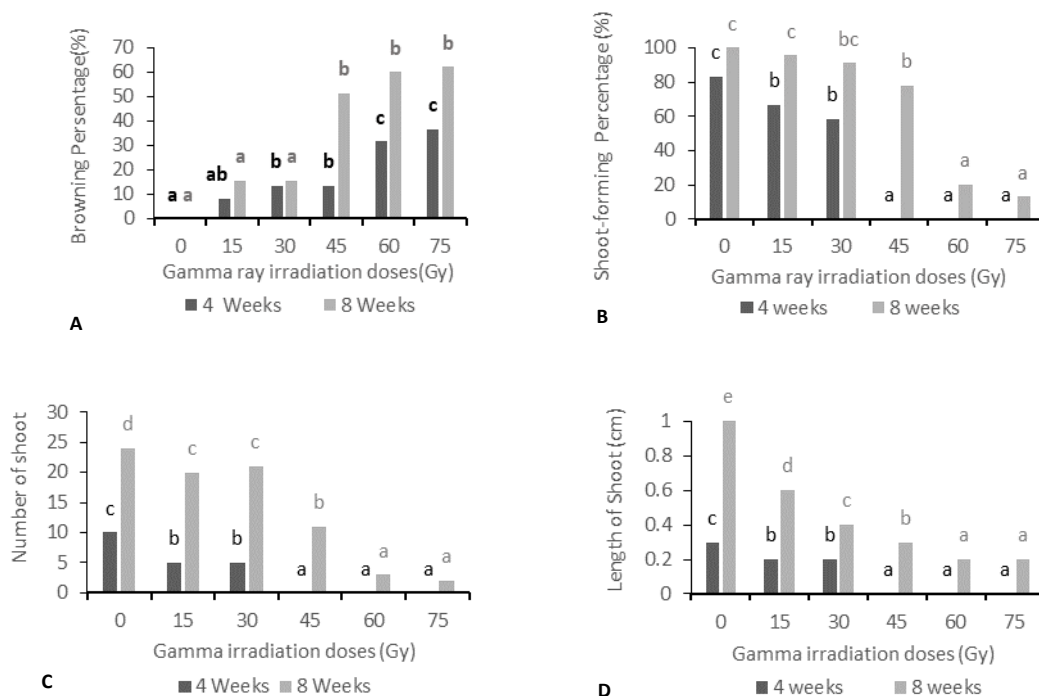 Browning Persentage(%)
70
60
50
40
30
20
10
0
a a
ab a
b a
b b
c b
c b
0 15 30 45 60 75
Gamma ray irradiation doses(Gy)
4 Weeks 8 Weeks
A
Shoot-forming Percentage(%)
100
80
60
40
20
0
c c
b c
b bc
a b
a a
a a
0 15 30 45 60 75
Gamma ray irradiation doses(Gy)
4 weeks 8 weeks
B
Number of shoot
30
25
20
15
10
5
0
c d
b c
b c
a b
a a
a a
0 15 30 45 60 75
Gamma irradiation doses (Gy)
4 Weeks 8 Weeks
C
Length of Shoot (cm)
1
0.8
0.6
0.4
0.2
0
c e
b d
b c
a b
a a
a a
0 15 30 45 60 75
Gamma irradiation doses (Gy)
4 weeks 8 weeks
D